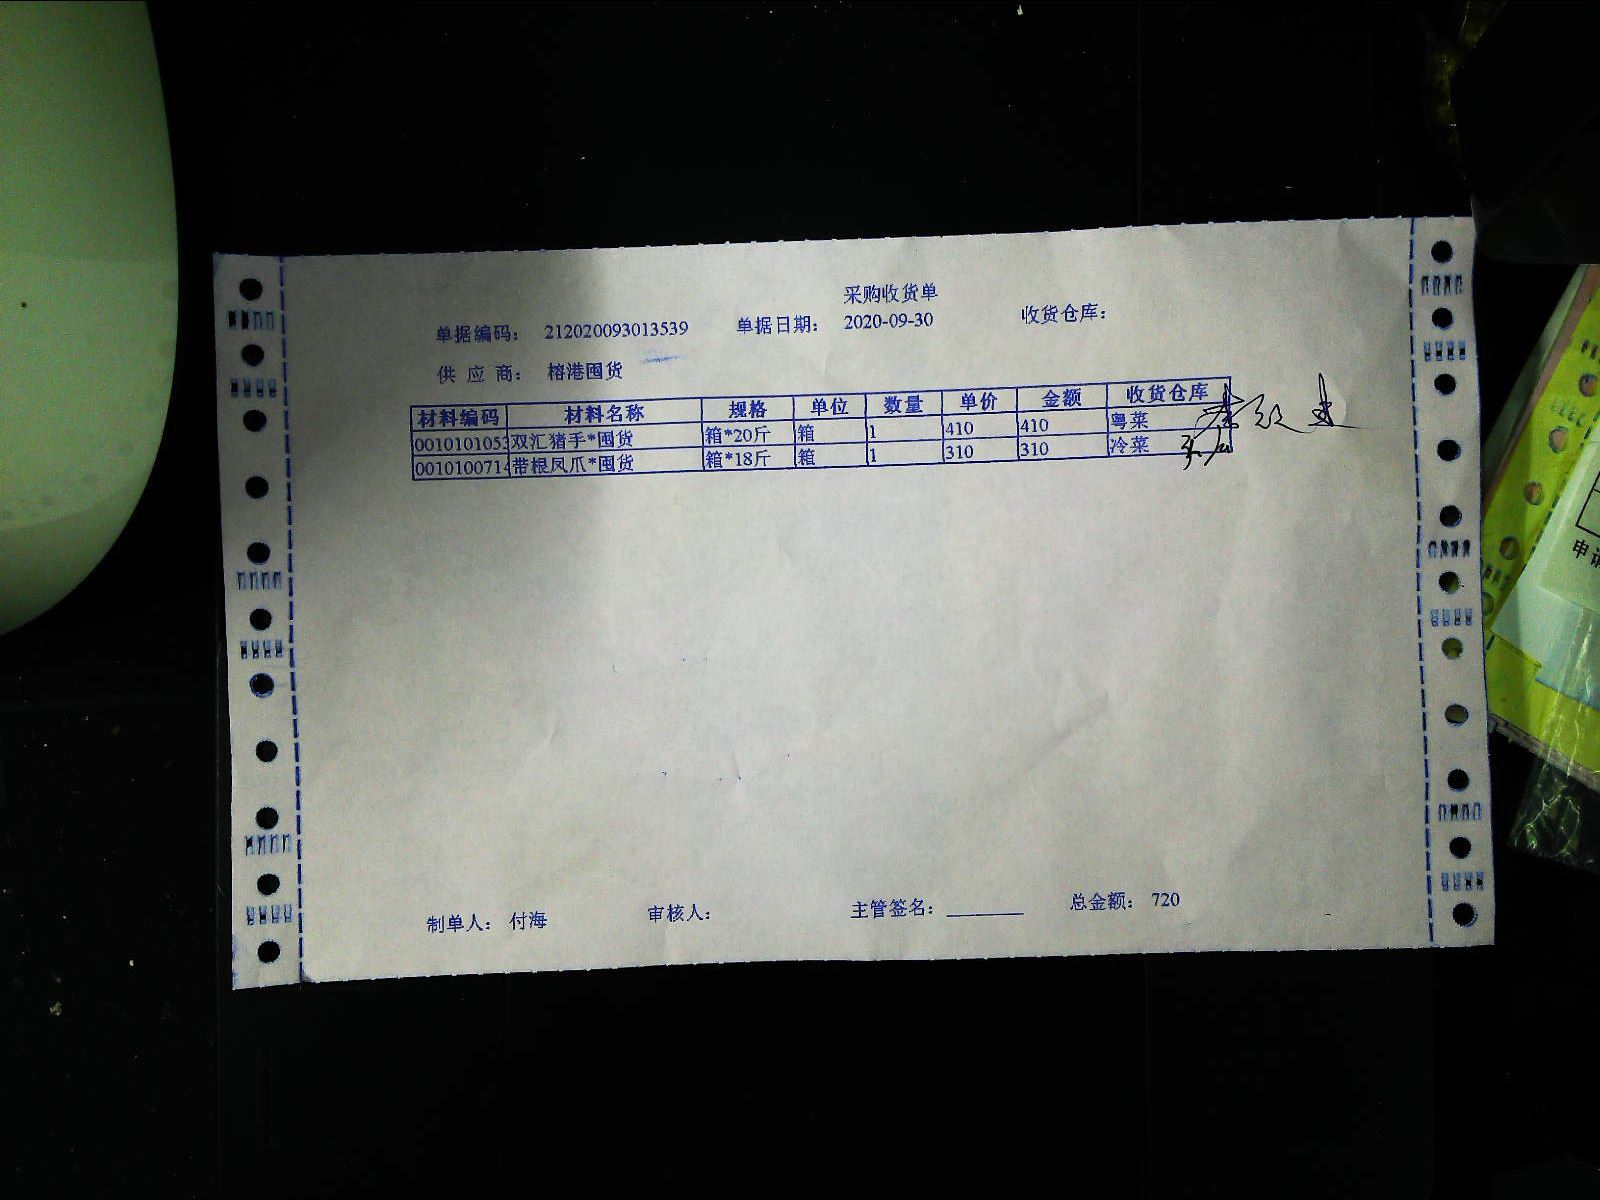 采购收货单
单据编码: 212020093013539 单据日期: 2020-09-30 收货仓库:
供 应 商: 榕港囤货
材料编码 材料名称 规格 单位 数量 单价 金额 收货仓库
0010101052 双汇猪手*囤货 箱*20斤 箱 1 410 410 粤菜
0010100714 带根凤爪*囤货 箱*18斤 箱 1 310 310 冷菜
制单人: 付海 审核人: 主管签名: ________ 总金额: 720
申请